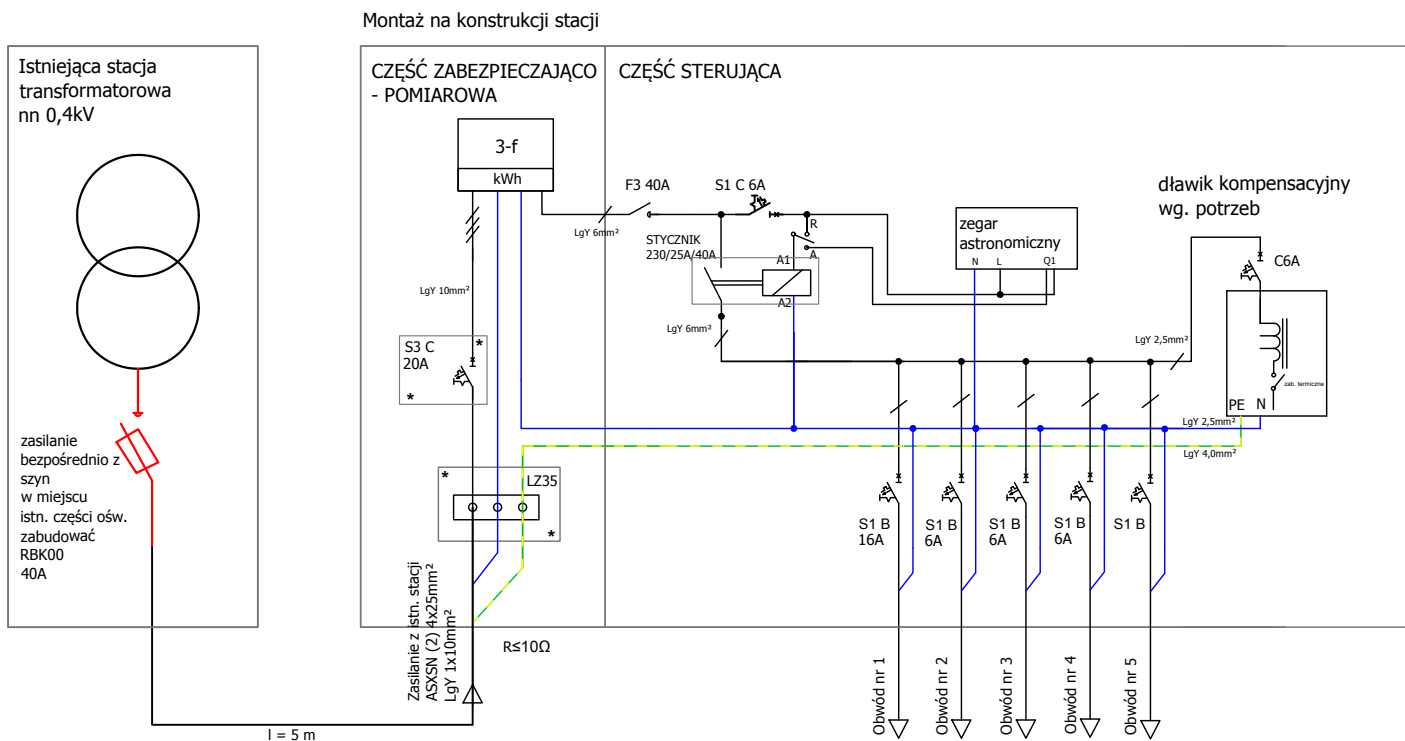 Montaż na konstrukcji stacji
Istniejąca stacja
transformatorowa
nn 0,4kV
zasilanie
bezpośrednio z
szyn
w miejscu
istn. części ośw.
zabudować
RBK00
40A
l = 5 m
CZĘŚĆ ZABEZPIECZAJĄCO
- POMIAROWA
3-f
kWh
LgY 10mm²
S3 C
20A
*
*
*
LZ35
*
Zasilanie z istn. stacji
ASXSN (2) 4x25mm²
LgY 1x10mm²
R≤10Ω
CZĘŚĆ STERUJĄCA
LgY 6mm²
F3 40A
S1 C 6A
R
A
STYCZNIK
230/25A/40A
A1
A2
LgY 6mm²
zegar
astronomiczny
N
L
Q1
dławik kompensacyjny
wg. potrzeb
C6A
LgY 2,5mm²
zab. termiczne
PE
N
LgY 2,5mm²
LgY 4,0mm²
S1 B
16A
S1 B
6A
S1 B
6A
S1 B
6A
S1 B
Obwód nr 1
Obwód nr 2
Obwód nr 3
Obwód nr 4
Obwód nr 5